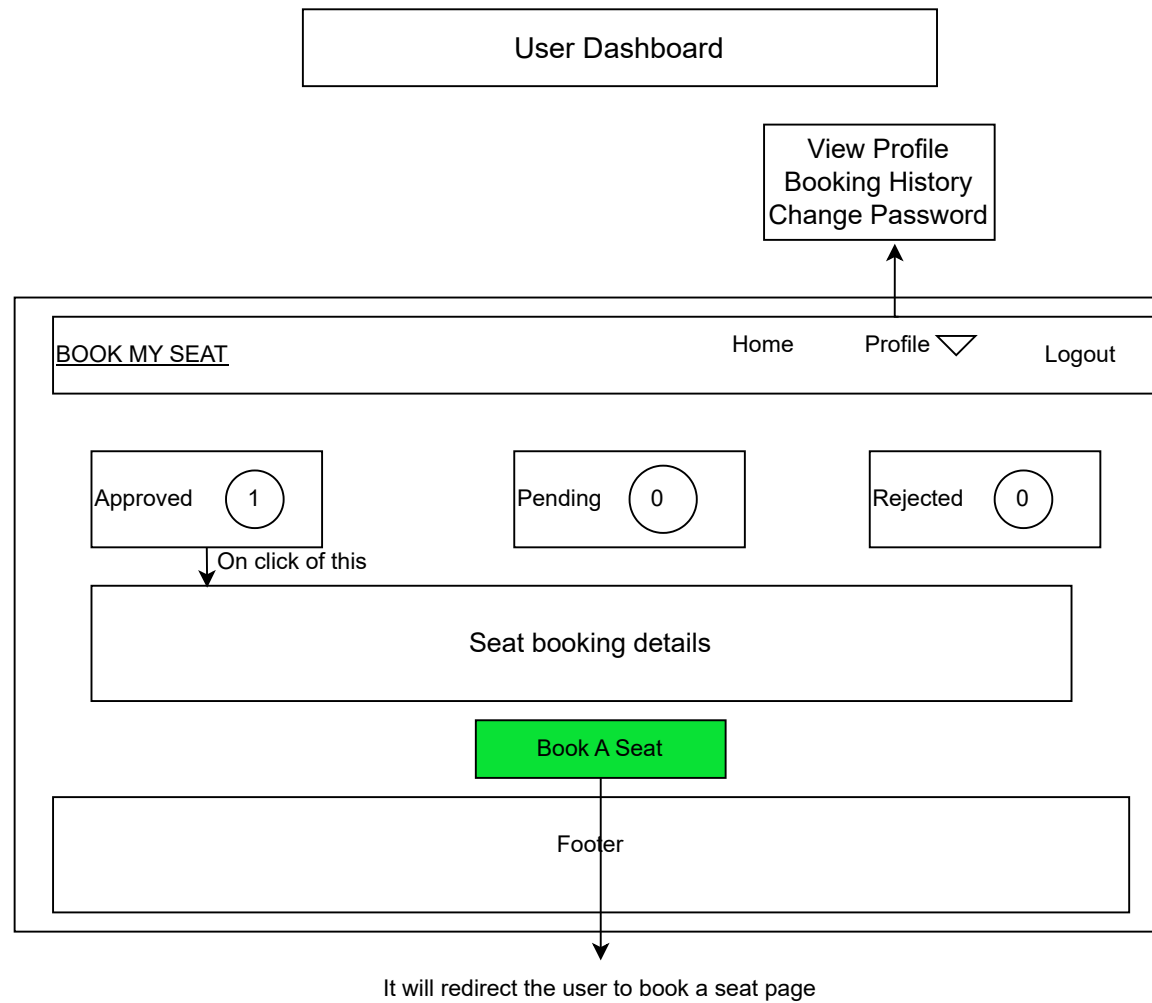 User Dashboard
View Profile
Booking History
Change Password
BOOK MY SEAT
Home
Profile
Logout
Approved
1
Pending
0
Rejected
0
On click of this
Seat booking details
Book A Seat
Footer
It will redirect the user to book a seat page